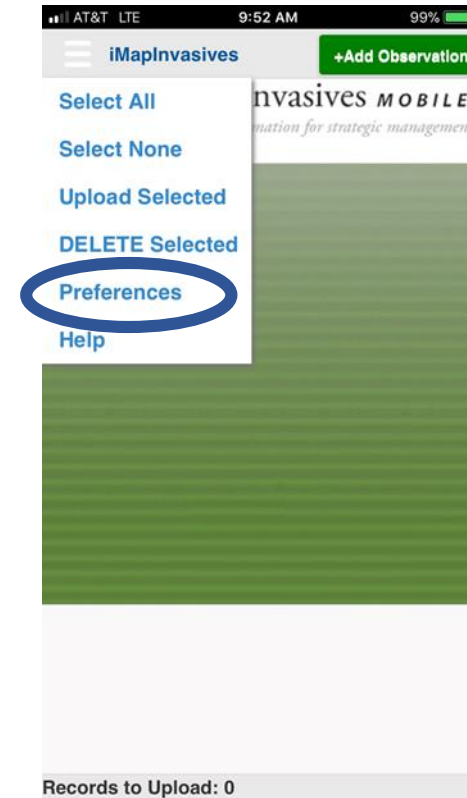 AT&T LTE 9:52 AM 99%
iMapInvasives +Add Observation
Select All
nvasives MOBILE
mation for strategic managemen
Select None
Upload Selected
DELETE Selected
Preferences
Help
Records to Upload: 0